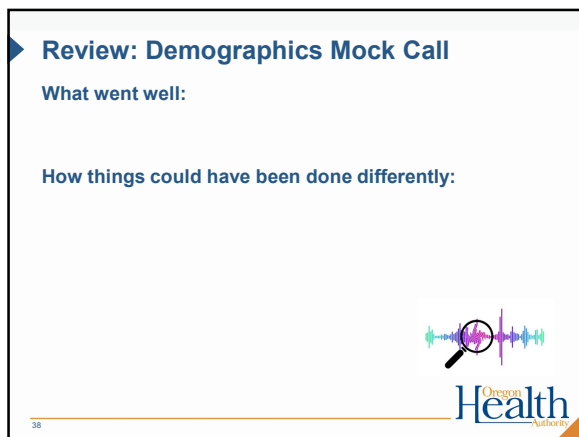 Review: Demographics Mock Call
What went well:
How things could have been done differently:
Oregon
Health
Authority
38